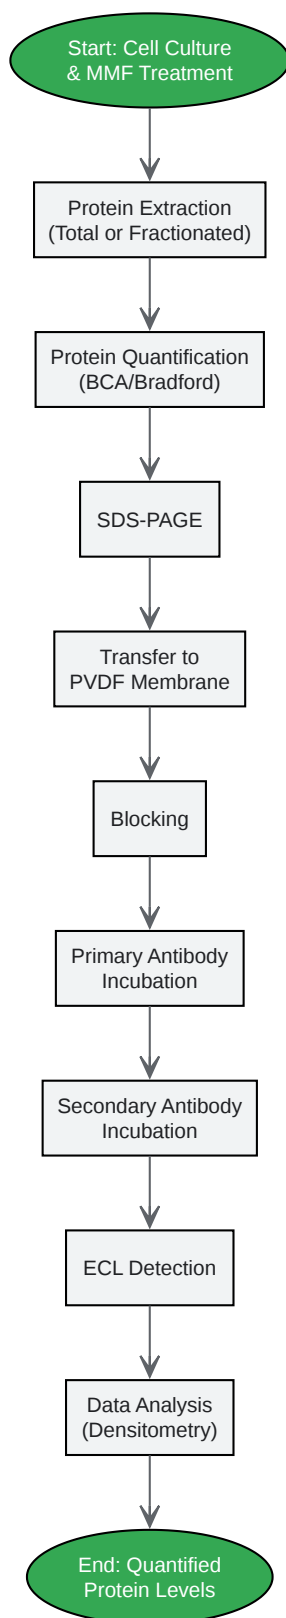 Start: Cell Culture
& MMF Treatment
Protein Extraction
(Total or Fractionated)
Protein Quantification
(BCA/Bradford)
SDS-PAGE
Transfer to
PVDF Membrane
Blocking
Primary Antibody
Incubation
Secondary Antibody
Incubation
ECL Detection
Data Analysis
(Densitometry)
End: Quantified
Protein Levels